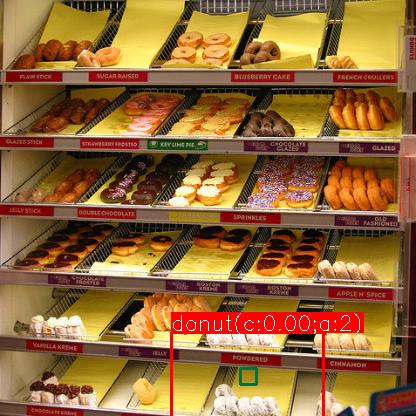 PLAIN STICK
SUGAR RAISED
BLUEBERRY CAKE
FRENCH CRULLERS
GLAZED STICK
STRAWBERRY FROSTED
KEY LIME PIE
CHOCOLATE GLAZED
JELLY STICK
DOUBLE CHOCOLATE
SPRINKLES
OLD FASHIONED
CHOCOLATE FROSTED
BOSTON KREME
BOSTON KREME
APPLE N' SPICE
donut(c:0.00;a:2)
VANILLA KREME
JELLY
POWDERED
CINNAMON
CHOCOLATE KREME